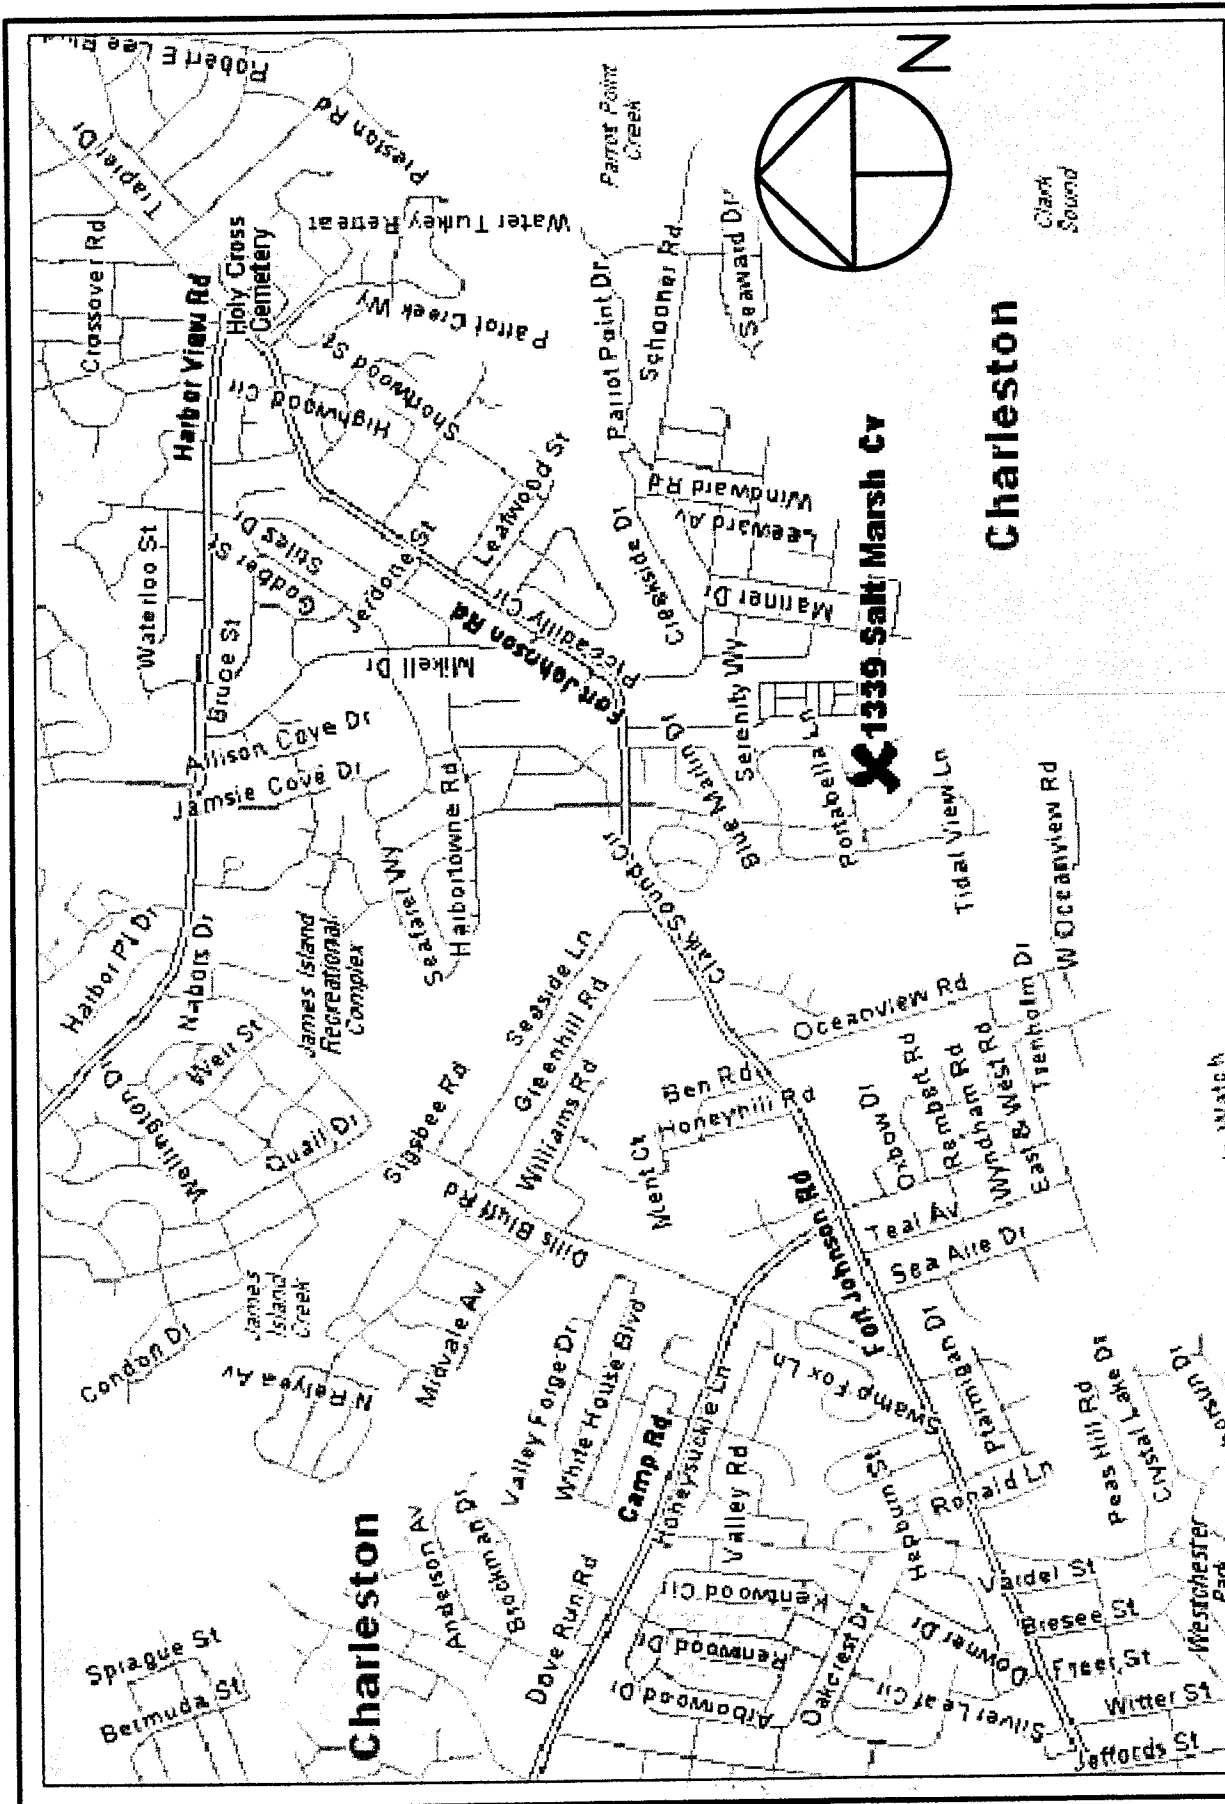 Robert E Lee Blvd
Trapier Dr
Preston Rd
Crossover Rd
Harbor View Rd
Holy Cross
Cemetery
Water Turkey Retreat
Parrot Point
Creek
N
Clark
Sound
Parrot Creek Wy
Shortwood St
Highwood Cir
Parrot Point Dr
Schooner Rd
Seaward Dr
Waterloo St
Stiles Dr
Godber St
Jerdone St
Leafwood St
Windward Rd
Leeward Av
Creekside Dr
Mariner Dr
Bruce St
Mikell Dr
Fort Johnson Rd
Piccadilly Cir
Charleston
1339 Salt Marsh Cv
Allison Cove Dr
Jamsie Cove Dr
Harbortowne Rd
Seafarer Wy
Blue Marlin Dr
Serenity Wy
Portabella Ln
Tidal View Ln
W Oceanview Rd
Harbor Pl Dr
Nabors Dr
James Island
Recreational
Complex
Clark Sound Cir
Seaside Ln
Greenhill Rd
Williams Rd
Oceanview Rd
Trenholm Dr
Wellington Dr
Weir St
Quail Dr
Sigsbee Rd
Dills Bluff Rd
Ben Rd
Honeyhill Rd
Ment Ct
Oxbow Dr
Rembert Rd
Wyndham Rd
East & West Rd
Teal Av
Sea Aire Dr
Fort Johnson Rd
James
Island
Creek
Condon Dr
N Relyea Av
Midvale Av
Valley Forge Dr
White House Blvd
Camp Rd
Honeysuckle Ln
Valley Rd
Swamp Fox Ln
Ptarmigan Dr
Ronald Ln
Hepburn St
Peas Hill Rd
Crystal Lake Dr
Charleston
Anderson Av
Brookman Dr
Dove Run Rd
Kentwood Cir
Renwood Dr
Arborwood Dr
Oakcrest Dr
Downer Dr
Silver Leaf Cir
Sprague St
Bermuda St
Bresee St
Freer St
Witter St
Jeffords St
Westchester